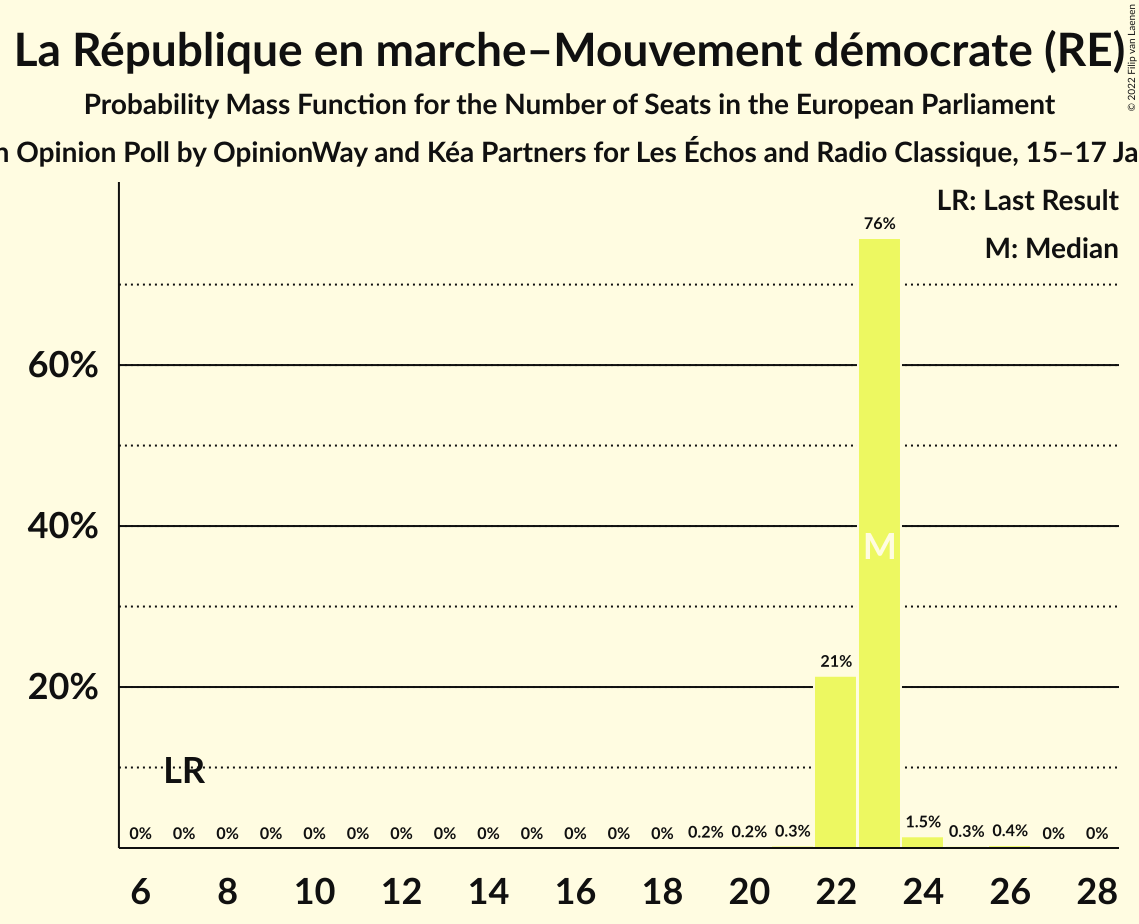 La République en marche–Mouvement démocrate (RE)
© 2022 Filip van Laenen
Probability Mass Function for the Number of Seats in the European Parliament
n Opinion Poll by OpinionWay and Kéa Partners for Les Échos and Radio Classique, 15–17 Ja
LR: Last Result
M: Median
76%
60%
40%
M
21%
20%
LR
0% 0% 0% 0% 0% 0% 0% 0% 0% 0% 0% 0% 0% 0.2% 0.2% 0.3% 1.5% 0.3% 0.4% 0% 0%
6 8 10 12 14 16 18 20 22 24 26 28